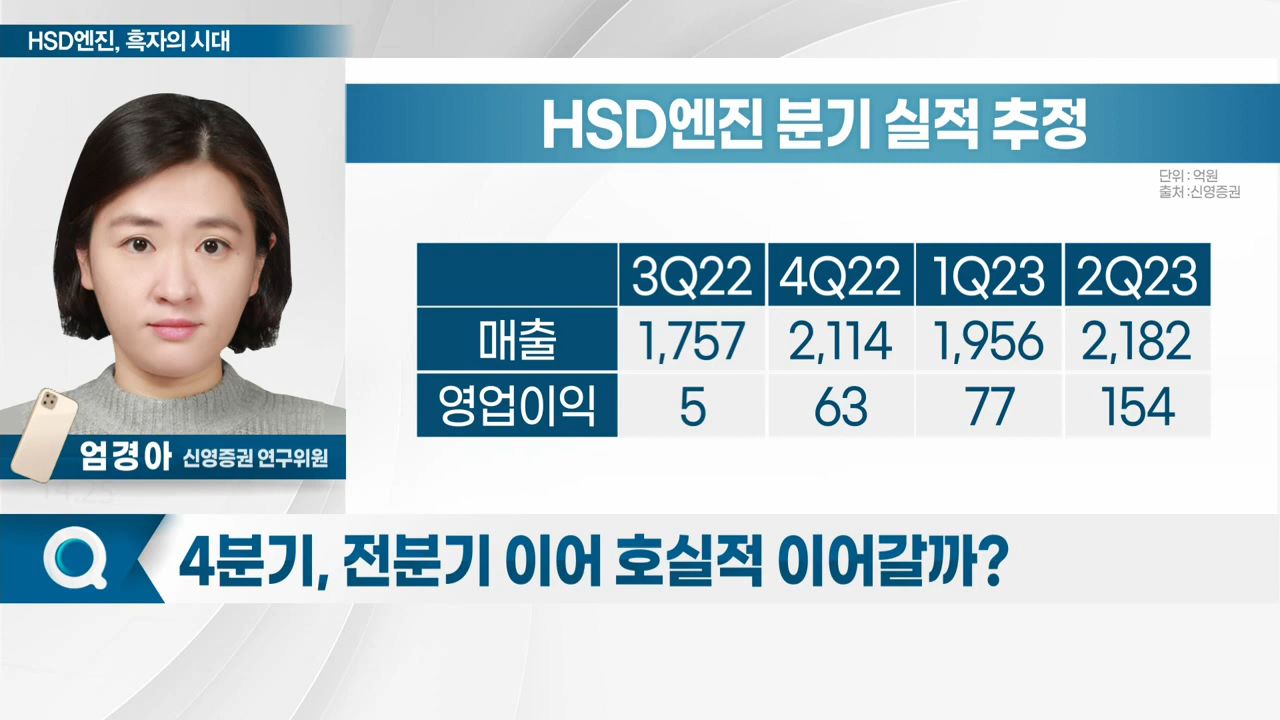 HSD엔진, 흑자의 시대
HSD엔진 분기 실적 추정
단위 : 억원
출처 :신영증권
3Q22 4Q22 1Q23 2Q23
매출 1,757 2,114 1,956 2,182
영업이익 5 63 77 154
엄경아 신영증권 연구위원
Q 4분기, 전분기 이어 호실적 이어갈까?